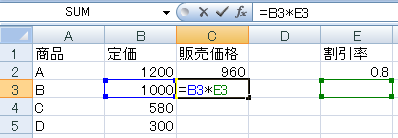 SUM =B3*E3
A B C D E
1 商品 定価 販売価格 割引率
2 A 1200 960 0.8
3 B 1000 =B3*E3
4 C 580
5 D 300